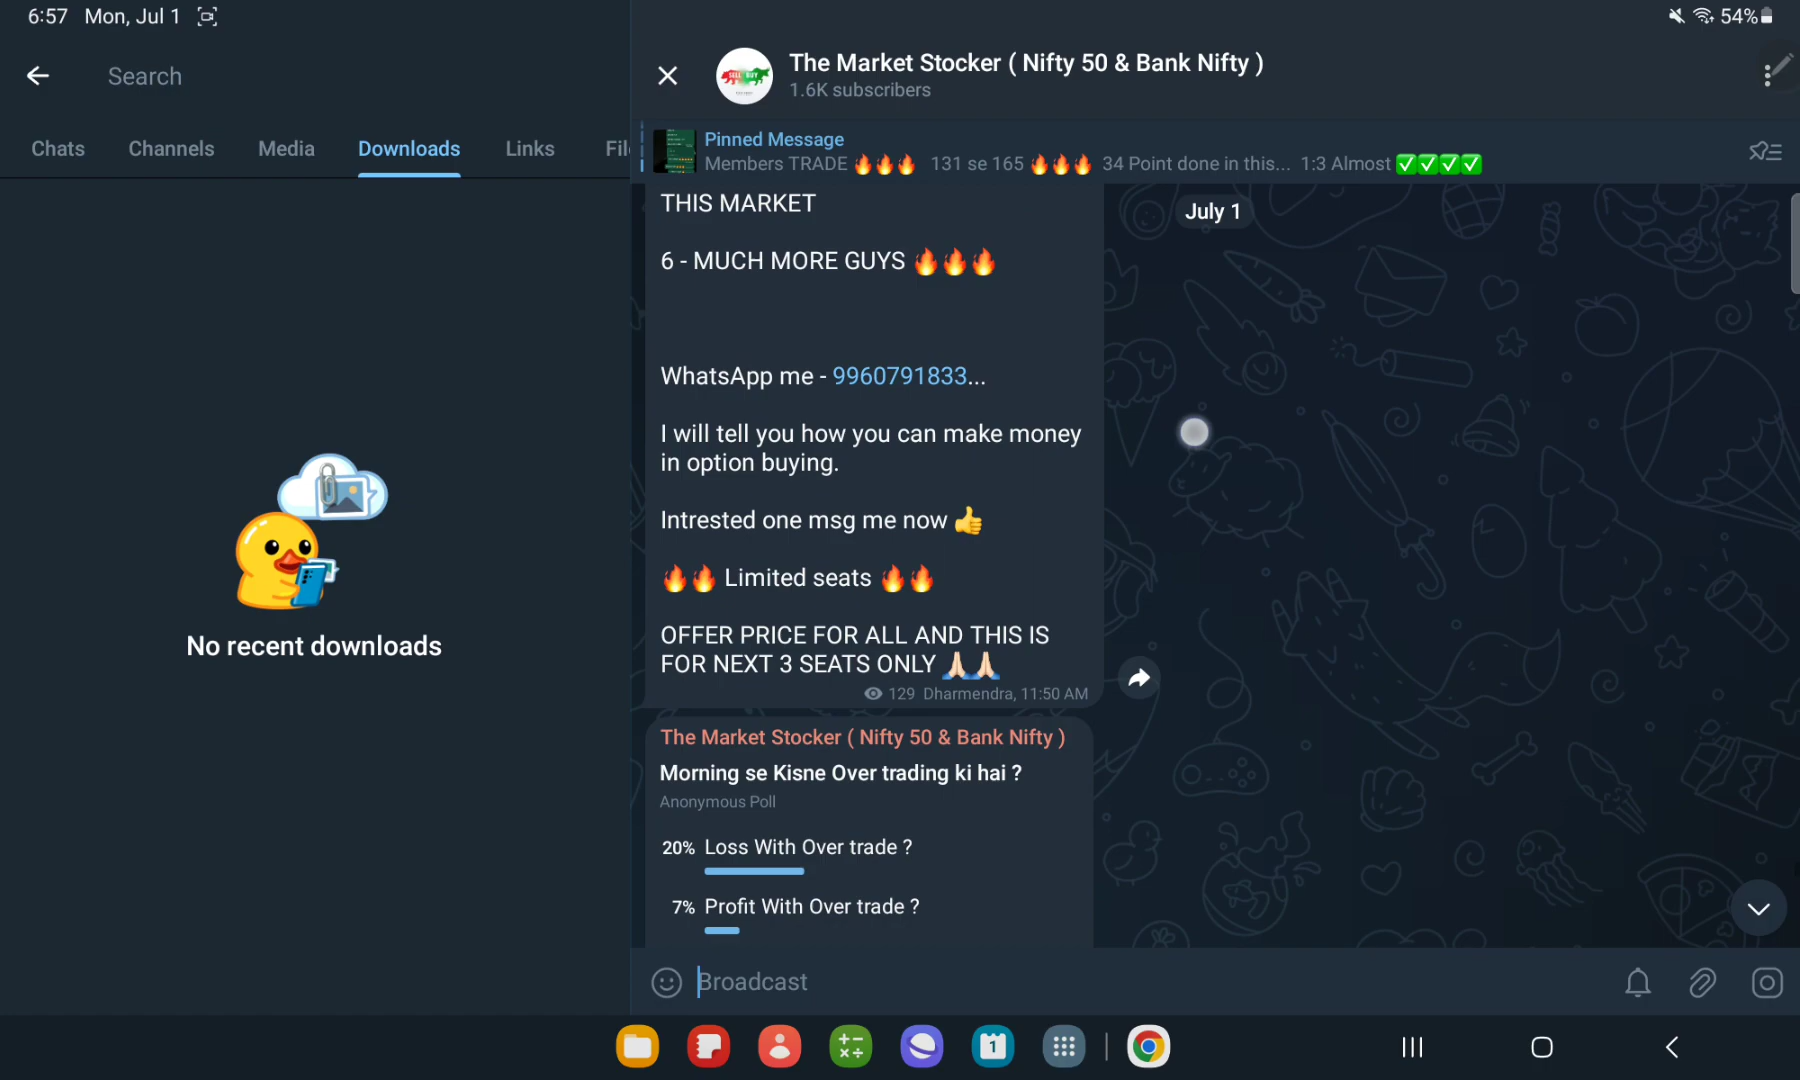 6:57 Mon, Jul 1
54%
Search
Chats Channels Media Downloads Links Fil
No recent downloads
The Market Stocker ( Nifty 50 & Bank Nifty )
1.6K subscribers
Pinned Message
Members TRADE 🔥🔥🔥 131 se 165 🔥🔥🔥 34 Point done in this... 1:3 Almost ✅✅✅✅
July 1
THIS MARKET
6 - MUCH MORE GUYS 🔥🔥🔥
WhatsApp me - 9960791833...
I will tell you how you can make money
in option buying.
Intrested one msg me now 👍
🔥🔥 Limited seats 🔥🔥
OFFER PRICE FOR ALL AND THIS IS
FOR NEXT 3 SEATS ONLY 🙏🏻🙏🏻
129 Dharmendra, 11:50 AM
The Market Stocker ( Nifty 50 & Bank Nifty )
Morning se Kisne Over trading ki hai ?
Anonymous Poll
20% Loss With Over trade ?
7% Profit With Over trade ?
Broadcast
1